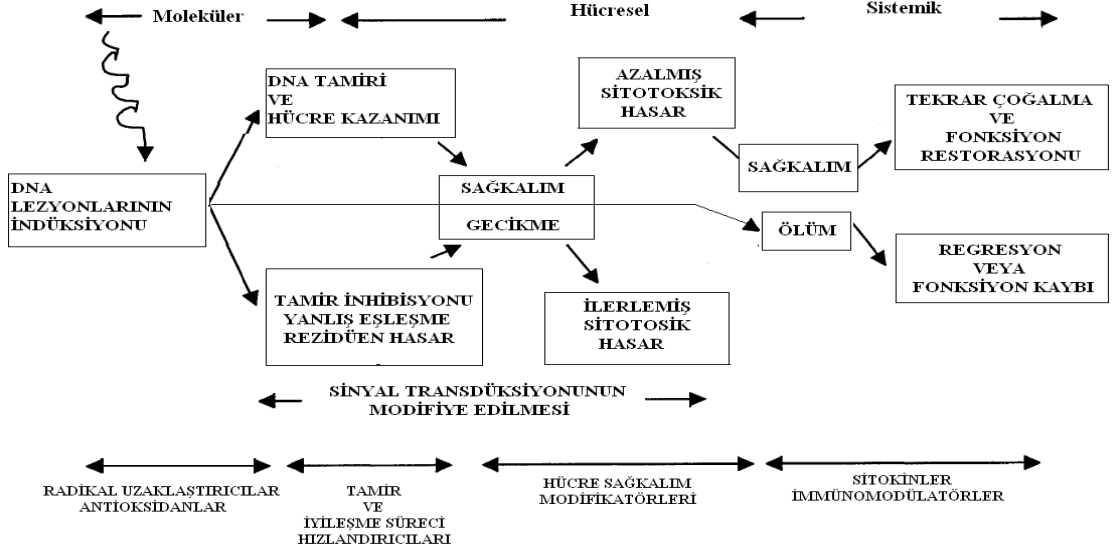 Moleküler
Hücresel
Sistemik
DNA TAMİRİ
VE
HÜCRE KAZANIMI
AZALMIŞ
SİTOTOKSİK
HASAR
TEKRAR ÇOĞALMA
VE
FONKSİYON
RESTORASYONU
DNA
LEZYONLARININ
İNDÜKSİYONU
SAĞKALIM
GECİKME
SAĞKALIM
ÖLÜM
TAMİR İNHİBİSYONU
YANLIŞ EŞLEŞME
REZİDÜEN HASAR
İLERLEMİŞ
SİTOTOSİK
HASAR
REGRESYON
VEYA
FONKSİYON KAYBI
SİNYAL TRANSDÜKSİYONUNUN
MODİFİYE EDİLMESİ
RADİKAL UZAKLAŞTIRICILAR
ANTİOKSİDANLAR
TAMİR
VE
İYİLEŞME SÜRECİ
HIZLANDIRICILARI
HÜCRE SAĞKALIM
MODİFİKATÖRLERİ
SİTOKİNLER
İMMÜNOMODÜLATÖRLER